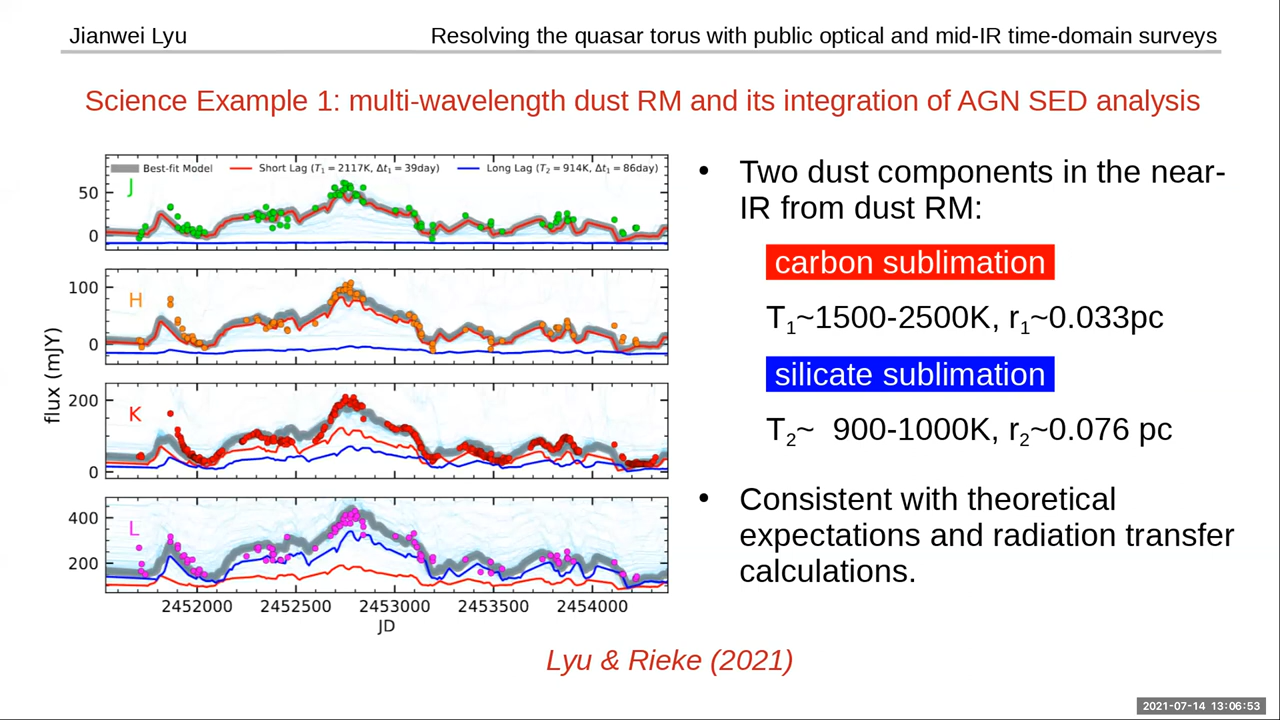 Jianwei Lyu
Resolving the quasar torus with public optical and mid-IR time-domain surveys
Science Example 1: multi-wavelength dust RM and its integration of AGN SED analysis
Best-fit Model
Short Lag (T₁ = 2117K, Δt₁ = 39day)
Long Lag (T₂ = 914K, Δt₁ = 86day)
J
50
0
H
100
0
K
200
0
L
400
200
flux (mJY)
2452000 2452500 2453000 2453500 2454000
JD
• Two dust components in the near-
IR from dust RM:
carbon sublimation
T₁~1500-2500K, r₁~0.033pc
silicate sublimation
T₂~ 900-1000K, r₂~0.076 pc
• Consistent with theoretical
expectations and radiation transfer
calculations.
Lyu & Rieke (2021)
2021-07-14 13:06:53